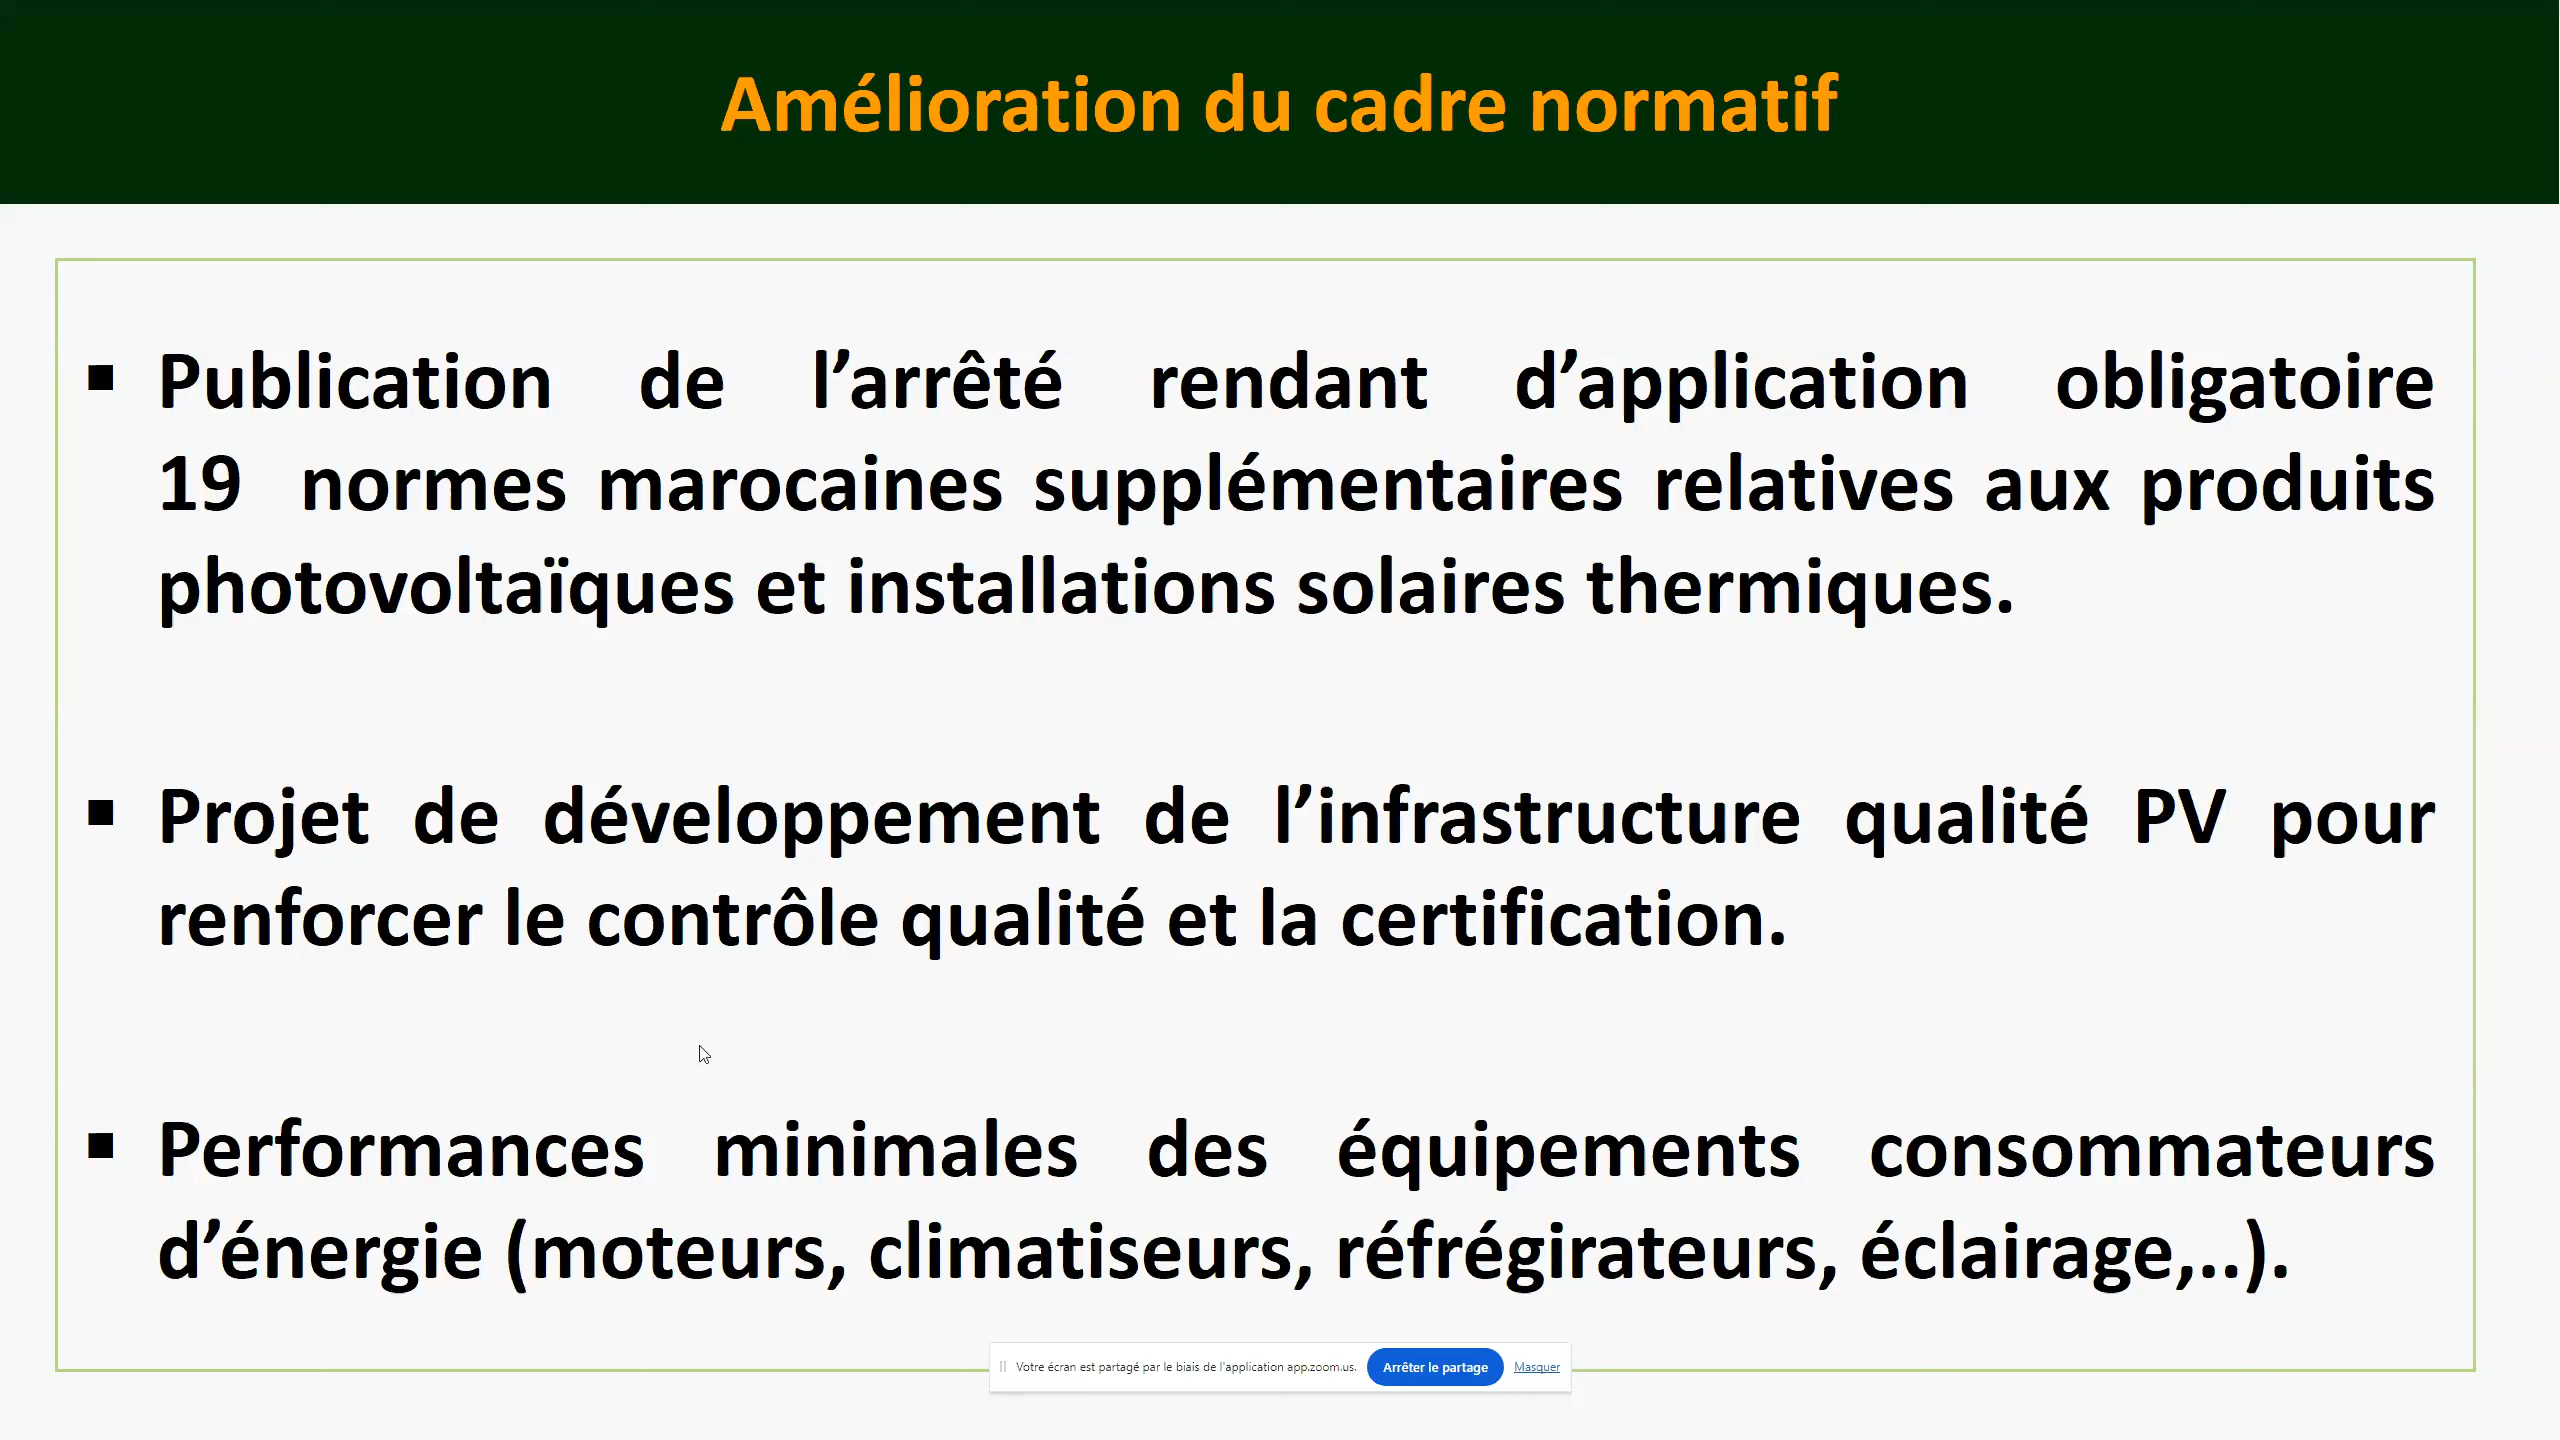 Amélioration du cadre normatif
▪ Publication de l’arrêté rendant d’application obligatoire
19 normes marocaines supplémentaires relatives aux produits
photovoltaïques et installations solaires thermiques.
▪ Projet de développement de l’infrastructure qualité PV pour
renforcer le contrôle qualité et la certification.
▪ Performances minimales des équipements consommateurs
d’énergie (moteurs, climatiseurs, réfrégirateurs, éclairage,..).
Votre écran est partagé par le biais de l'application app.zoom.us. Arrêter le partage Masquer